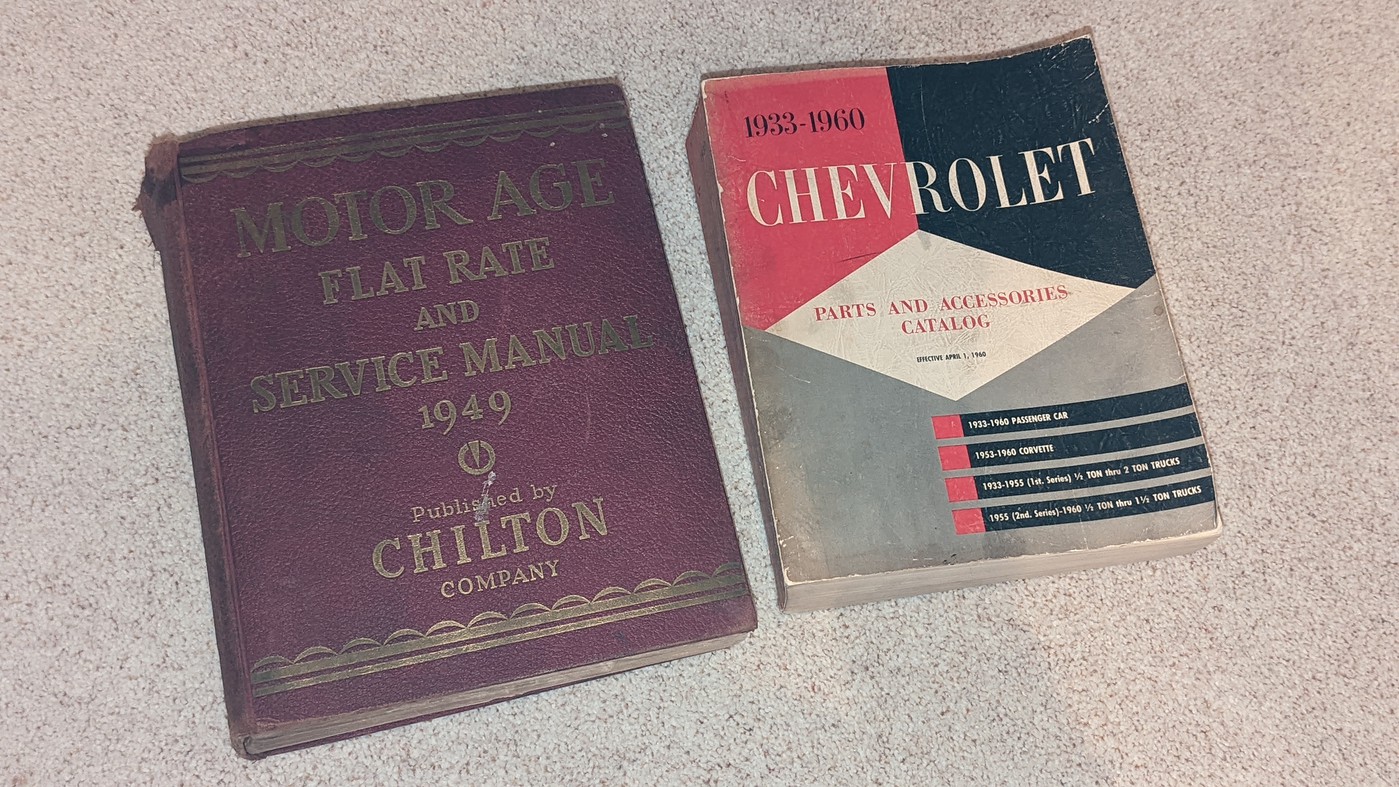 MOTOR AGE
FLAT RATE
AND
SERVICE MANUAL
1949
Published by
CHILTON
COMPANY
1933-1960
CHEVROLET
PARTS AND ACCESSORIES
CATALOG
EFFECTIVE APRIL 1, 1960
1933-1960 PASSENGER CAR
1953-1960 CORVETTE
1933-1955 (1st. Series) ½ TON thru 2 TON TRUCKS
1955 (2nd. Series)-1960 ½ TON thru 1½ TON TRUCKS